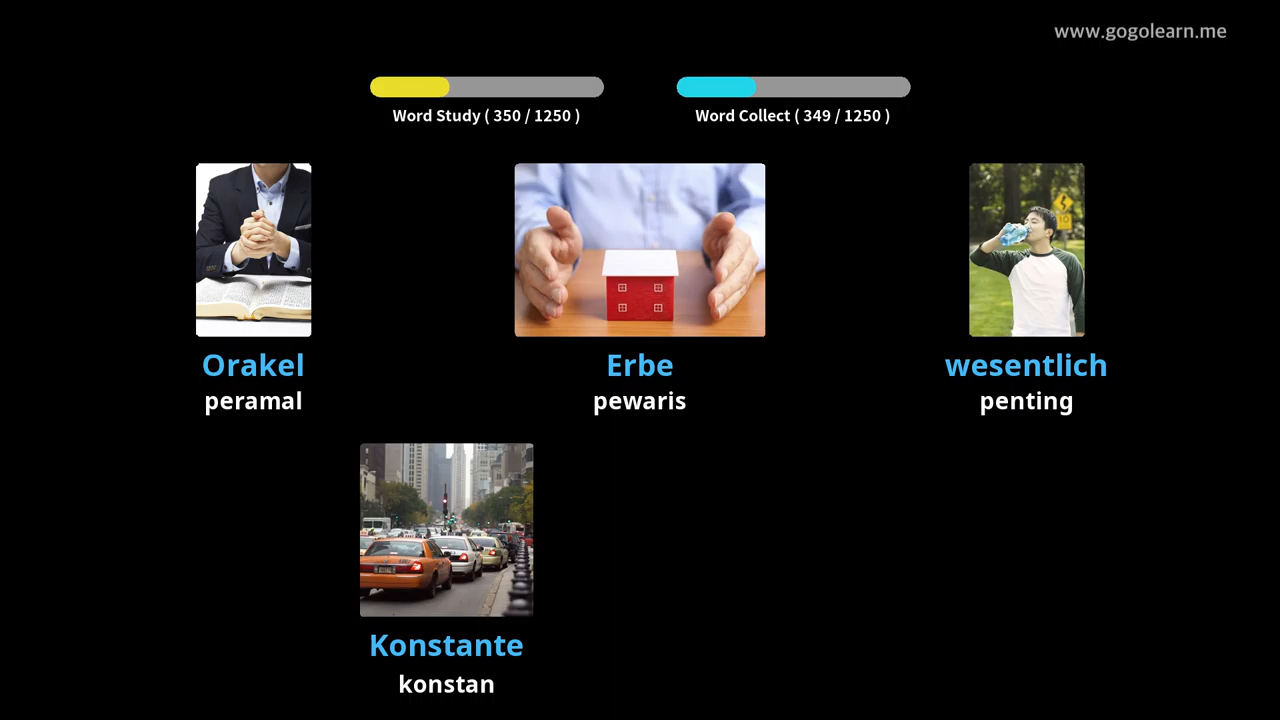 www.gogolearn.me
Word Study ( 350 / 1250 )
Word Collect ( 349 / 1250 )
Orakel
peramal
Erbe
pewaris
wesentlich
penting
Konstante
konstan